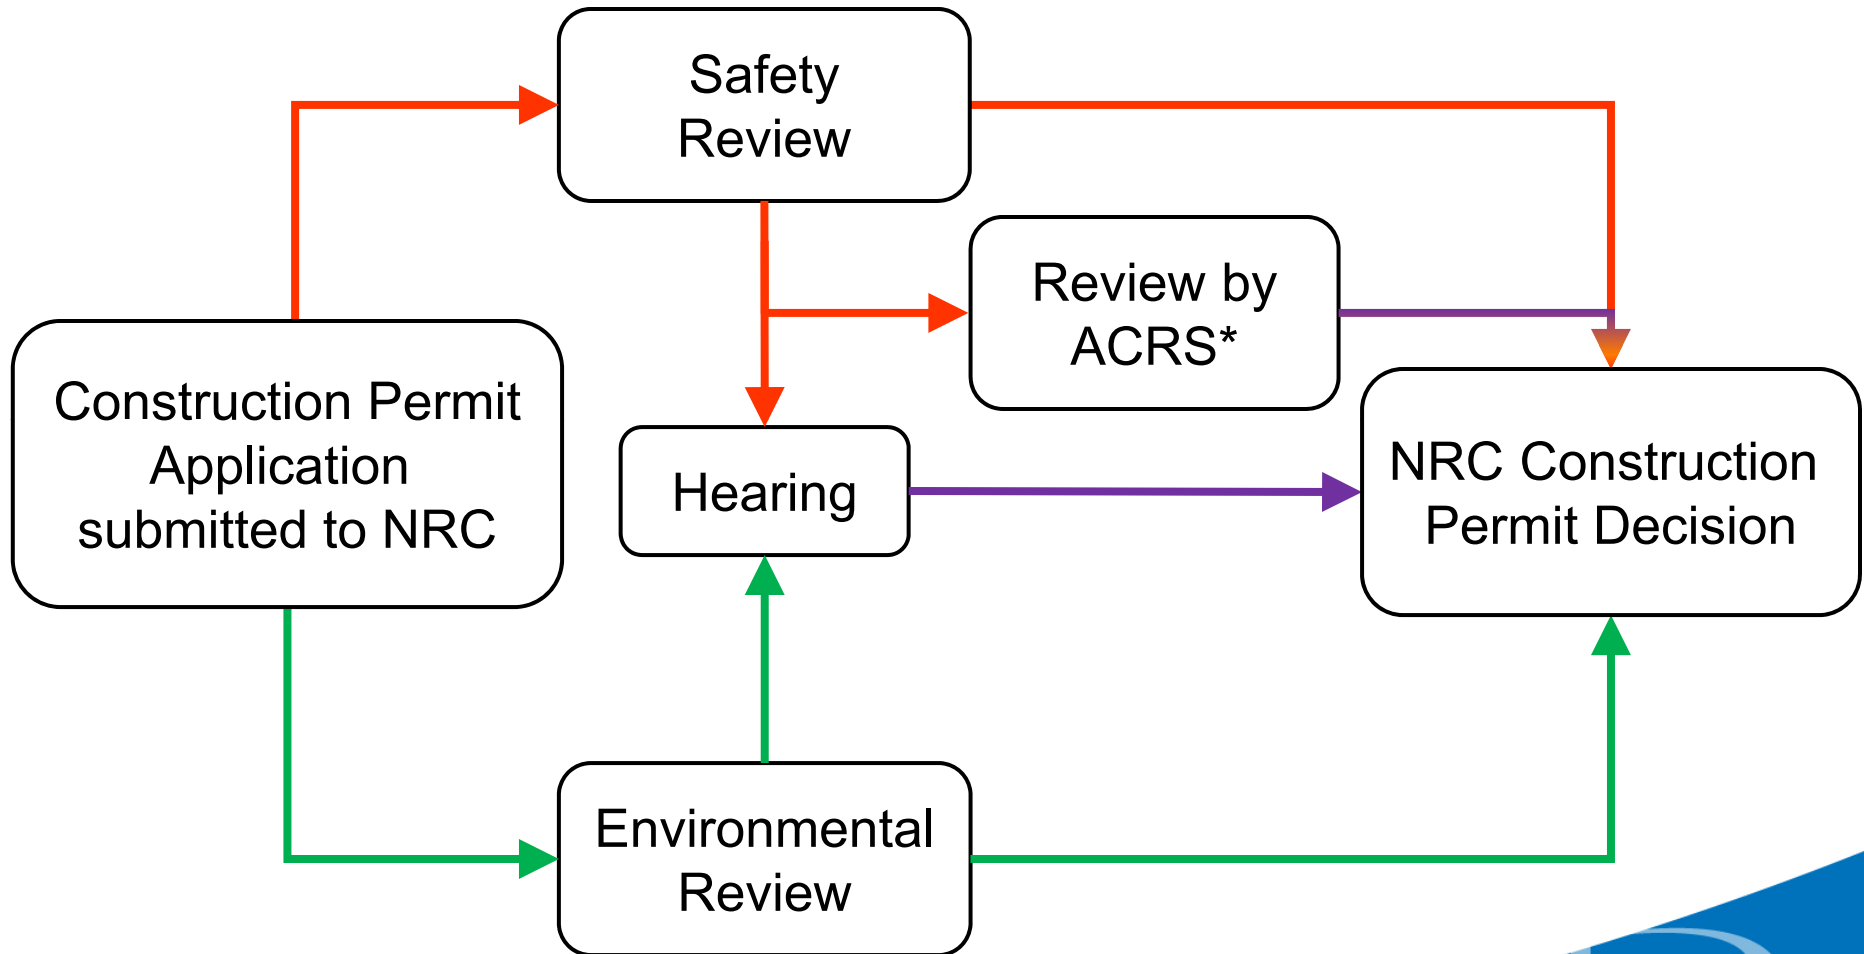 Safety
Review
Review by
ACRS*
Construction Permit
Application
submitted to NRC
Hearing
NRC Construction
Permit Decision
Environmental
Review